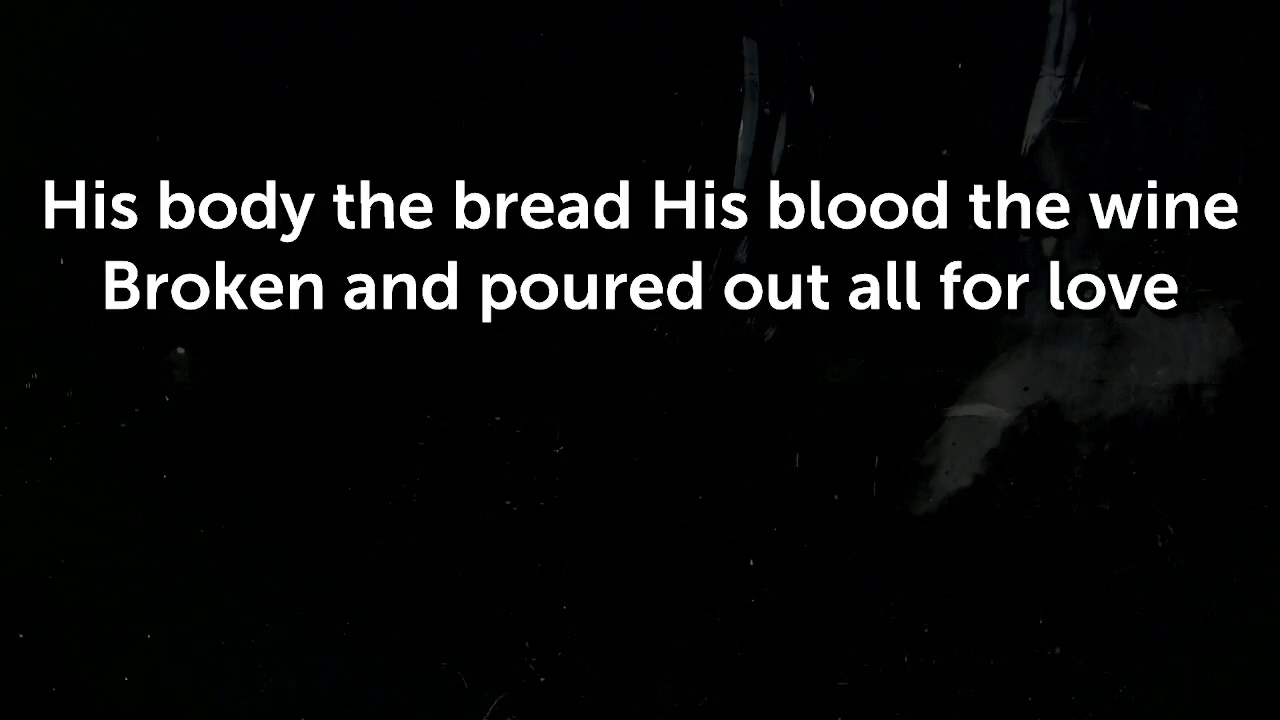 His body the bread His blood the wine
Broken and poured out all for love